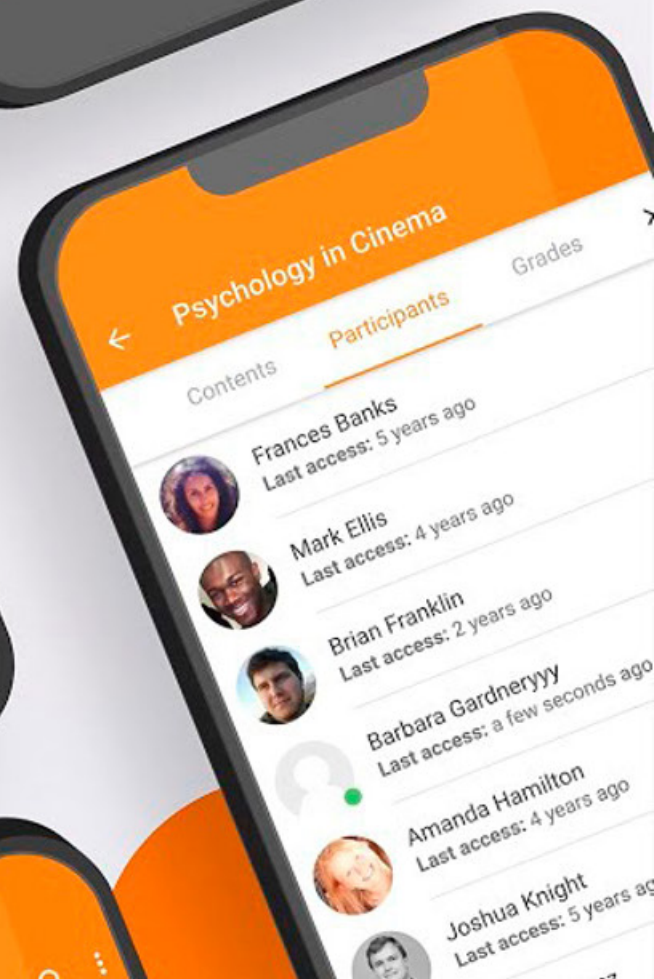 Psychology in Cinema
Contents
Participants
Grades
Frances Banks
Last access: 5 years ago
Mark Ellis
Last access: 4 years ago
Brian Franklin
Last access: 2 years ago
Barbara Gardneryyy
Last access: a few seconds ago
Amanda Hamilton
Last access: 4 years ago
Joshua Knight
Last access: 5 years ag